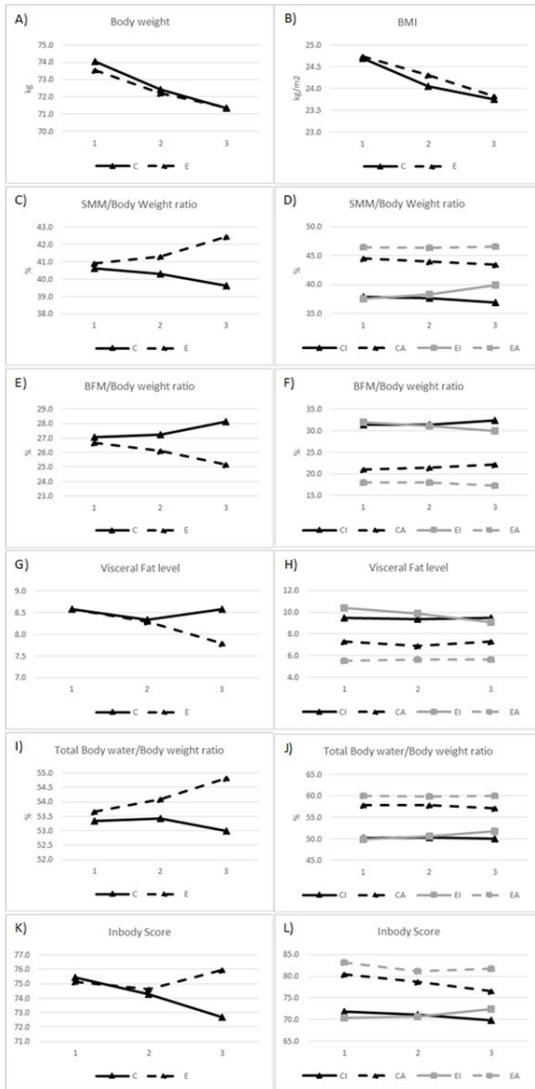 A) Body weight
75.0
74.0
73.0
72.0
71.0
70.0
kg
1 2 3
C E
B) BMI
25.0
24.5
24.0
23.5
23.0
kg/m2
1 2 3
C E
C) SMM/Body Weight ratio
43.0
42.0
41.0
40.0
39.0
38.0
%
1 2 3
C E
D) SMM/Body Weight ratio
50.0
45.0
40.0
35.0
%
1 2 3
CI CA EI EA
E) BFM/Body weight ratio
29.0
28.0
27.0
26.0
25.0
24.0
23.0
%
1 2 3
C E
F) BFM/Body weight ratio
35.0
30.0
25.0
20.0
15.0
%
1 2 3
CI CA EI EA
G) Visceral Fat level
9.0
8.5
8.0
7.5
7.0
1 2 3
C E
H) Visceral Fat level
12.0
10.0
8.0
6.0
4.0
1 2 3
CI CA EI EA
I) Total Body water/Body weight ratio
55.0
54.5
54.0
53.5
53.0
52.5
52.0
%
1 2 3
C E
J) Total Body water/Body weight ratio
65.0
60.0
55.0
50.0
45.0
%
1 2 3
CI CA EI EA
K) Inbody Score
77.0
76.0
75.0
74.0
73.0
72.0
71.0
1 2 3
C E
L) Inbody Score
85.0
80.0
75.0
70.0
65.0
1 2 3
CI CA EI EA